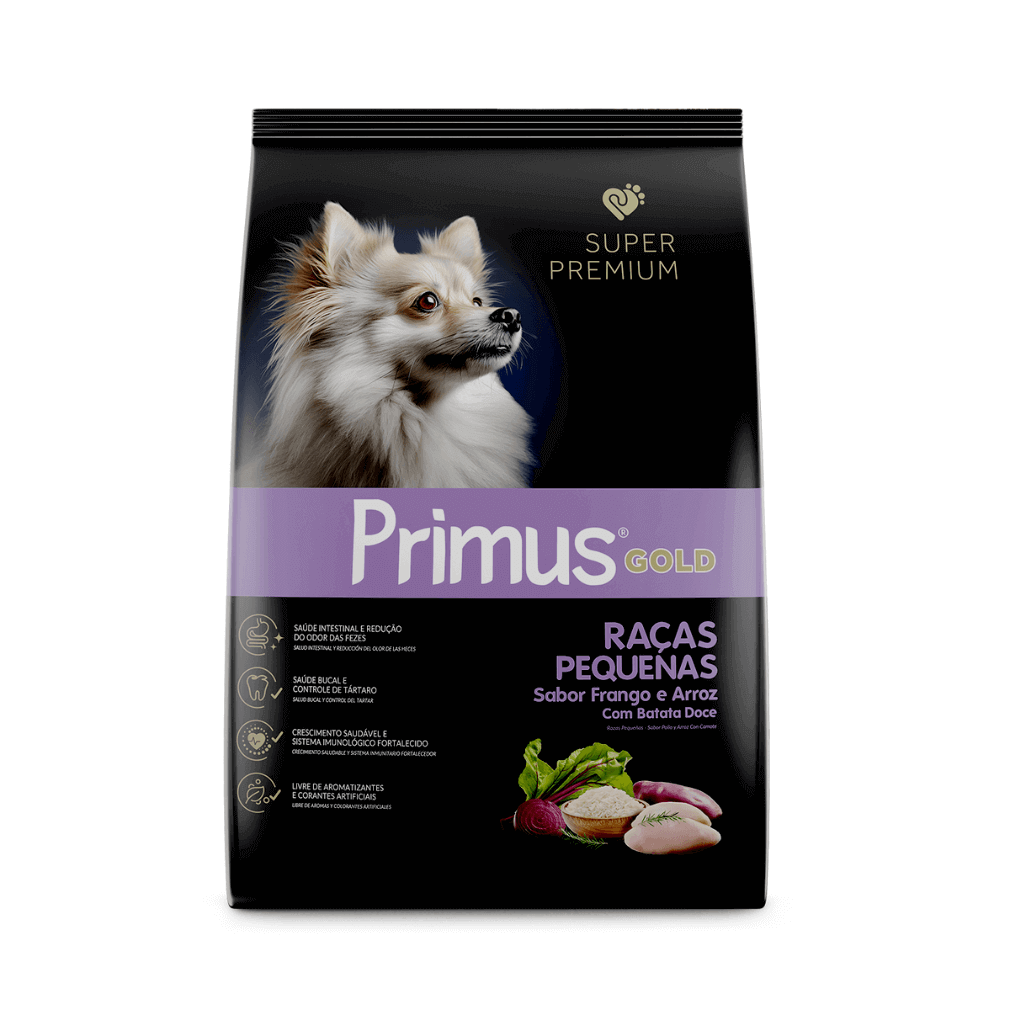 SUPER
PREMIUM
Primus® GOLD
SAÚDE INTESTINAL E REDUÇÃO
DO ODOR DAS FEZES
SALUD INTESTINAL Y REDUCCIÓN DEL OLOR DE LAS HECES
SAÚDE BUCAL E
CONTROLE DE TÁRTARO
SALUD BUCAL Y CONTROL DEL TARTAR
CRESCIMENTO SAUDÁVEL E
SISTEMA IMUNOLÓGICO FORTALECIDO
CRECIMIENTO SALUDABLE Y SISTEMA INMUNITARIO FORTALECEDOR
LIVRE DE AROMATIZANTES
E CORANTES ARTIFICIAIS
LIBRE DE AROMAS Y COLORANTES ARTIFICIALES
RAÇAS
PEQUENAS
Sabor Frango e Arroz
Com Batata Doce
Razas Pequeñas - Sabor Pollo y Arroz Con Camote